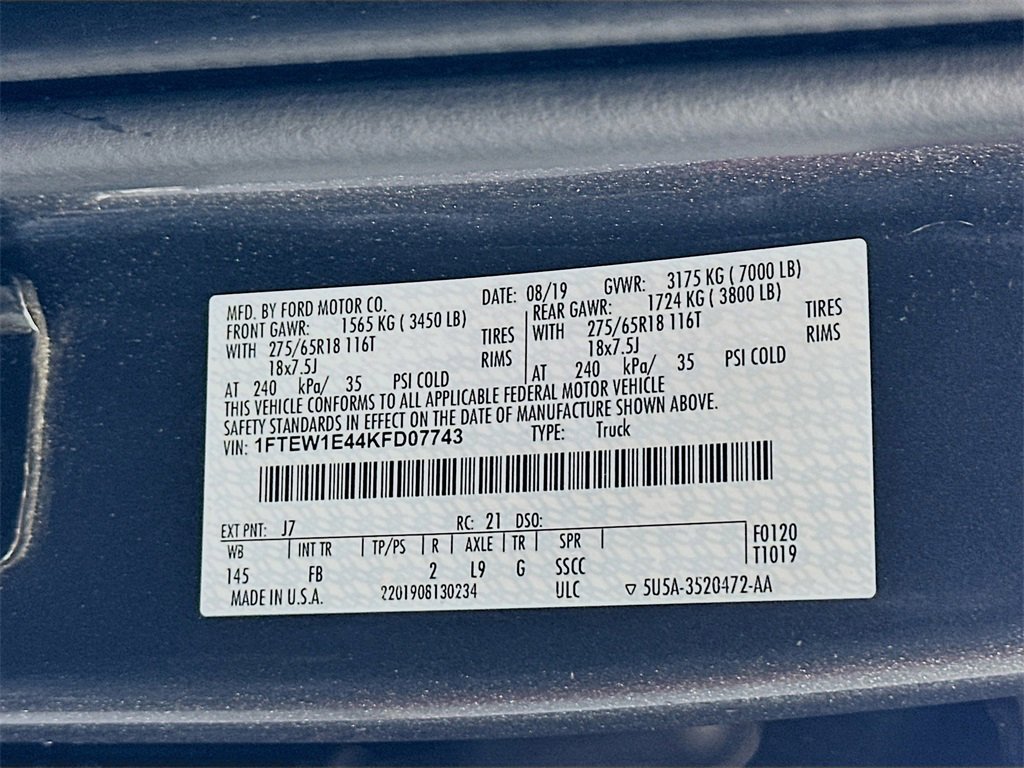 MFD. BY FORD MOTOR CO. DATE: 08/19 GVWR: 3175 KG ( 7000 LB)
FRONT GAWR: 1565 KG ( 3450 LB) REAR GAWR: 1724 KG ( 3800 LB)
WITH 275/65R18 116T TIRES WITH 275/65R18 116T TIRES
18x7.5J RIMS 18x7.5J RIMS
AT 240 kPa/ 35 PSI COLD AT 240 kPa/ 35 PSI COLD
THIS VEHICLE CONFORMS TO ALL APPLICABLE FEDERAL MOTOR VEHICLE
SAFETY STANDARDS IN EFFECT ON THE DATE OF MANUFACTURE SHOWN ABOVE.
VIN: 1FTEW1E44KFD07743 TYPE: Truck
EXT PNT: J7 RC: 21 DSO:
WB INT TR TP/PS R AXLE TR SPR F0120
T1019
145 FB 2 L9 G SSCC
MADE IN U.S.A. 2201908130234 ULC ▽ 5U5A-3520472-AA